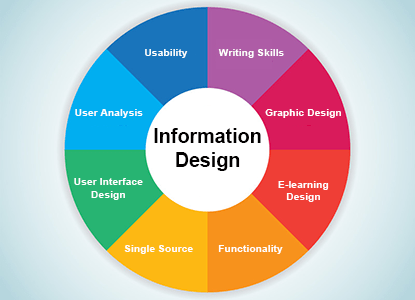 Usability
Writing Skills
User Analysis
Graphic Design
Information
Design
User Interface
Design
E-learning
Design
Single Source
Functionality